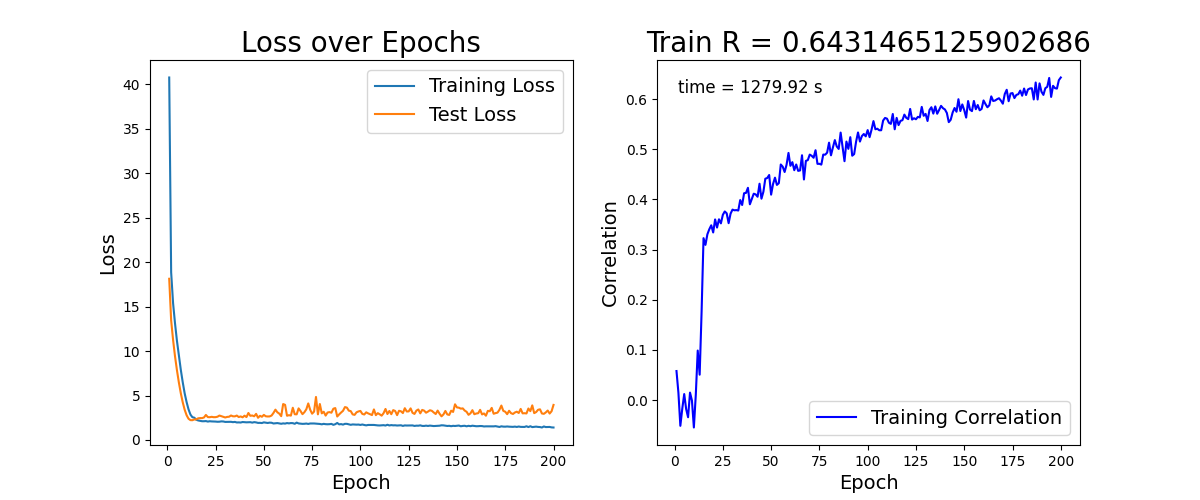 Loss over Epochs
Training Loss
Test Loss
Loss
40
35
30
25
20
15
10
5
0
0 25 50 75 100 125 150 175 200
Epoch
Train R = 0.6431465125902686
time = 1279.92 s
Correlation
0.6
0.5
0.4
0.3
0.2
0.1
0.0
Training Correlation
0 25 50 75 100 125 150 175 200
Epoch